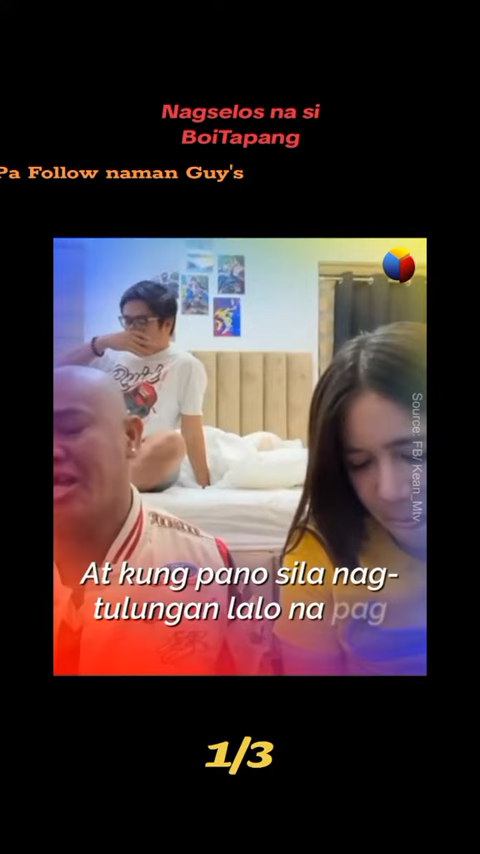 Nagselos na si
BoiTapang
Pa Follow naman Guy's
Source: FB/ Kean_Mtv
At kung pano sila nag-
tulungan lalo na pag
1/3